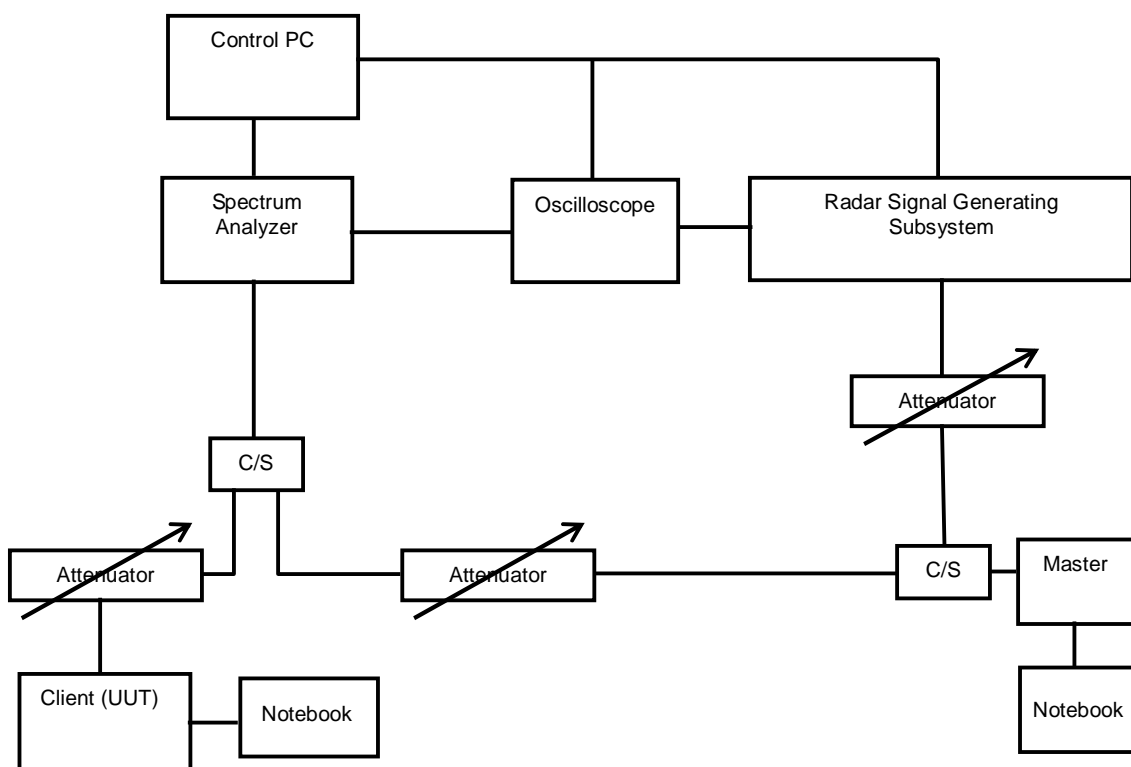 Control PC
Spectrum
Analyzer
Oscilloscope
Radar Signal Generating
Subsystem
Attenuator
C/S
Attenuator
Attenuator
C/S
Master
Client (UUT)
Notebook
Notebook